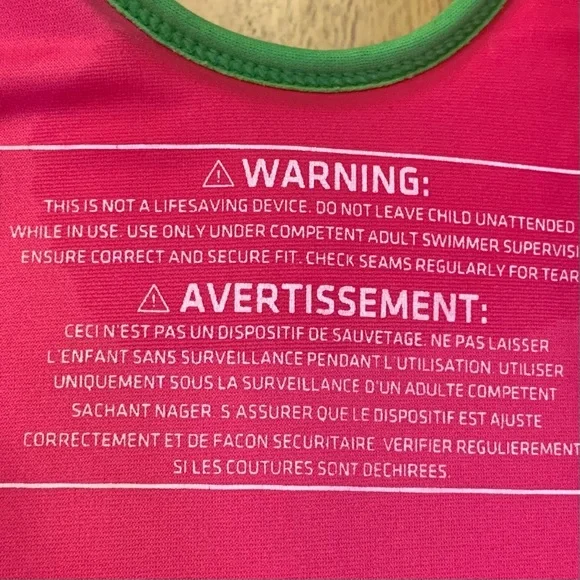 ⚠ WARNING:
THIS IS NOT A LIFESAVING DEVICE. DO NOT LEAVE CHILD UNATTENDED
WHILE IN USE. USE ONLY UNDER COMPETENT ADULT SWIMMER SUPERVISI
ENSURE CORRECT AND SECURE FIT. CHECK SEAMS REGULARLY FOR TEAR
⚠ AVERTISSEMENT:
CECI N'EST PAS UN DISPOSITIF DE SAUVETAGE. NE PAS LAISSER
L'ENFANT SANS SURVEILLANCE PENDANT L'UTILISATION. UTILISER
UNIQUEMENT SOUS LA SURVEILLANCE D'UN ADULTE COMPETENT
SACHANT NAGER. S ASSURER QUE LE DISPOSITIF EST AJUSTE
CORRECTEMENT ET DE FACON SECURITAIRE. VERIFIER REGULIEREMENT
SI LES COUTURES SONT DECHIREES.